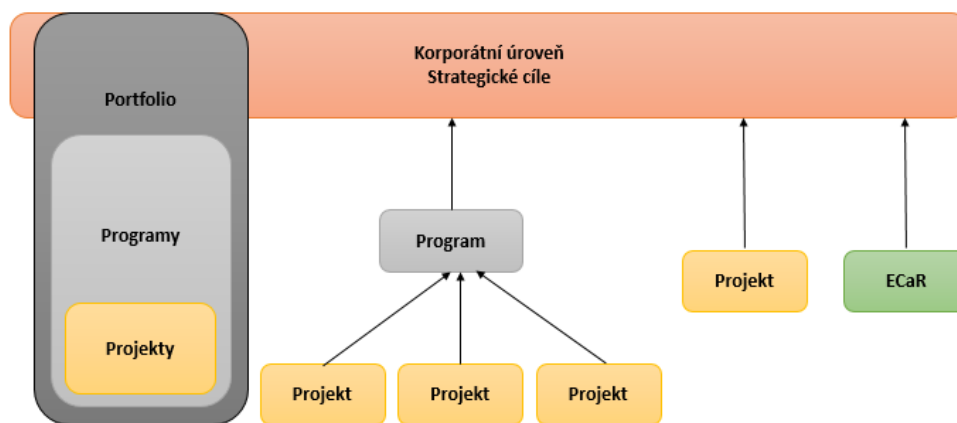 Korporátní úroveň
Strategické cíle
Portfolio
Programy
Projekty
Program
Projekt
ECaR
Projekt
Projekt
Projekt